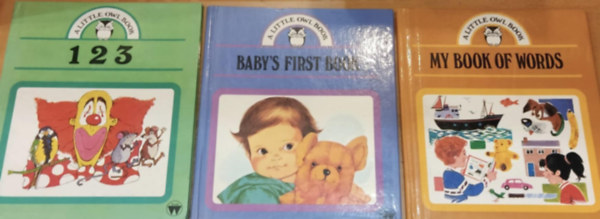 A LITTLE OWL BOOK
1 2 3
A LITTLE OWL BOOK
BABY'S FIRST BOOK
A LITTLE OWL BOOK
MY BOOK OF WORDS